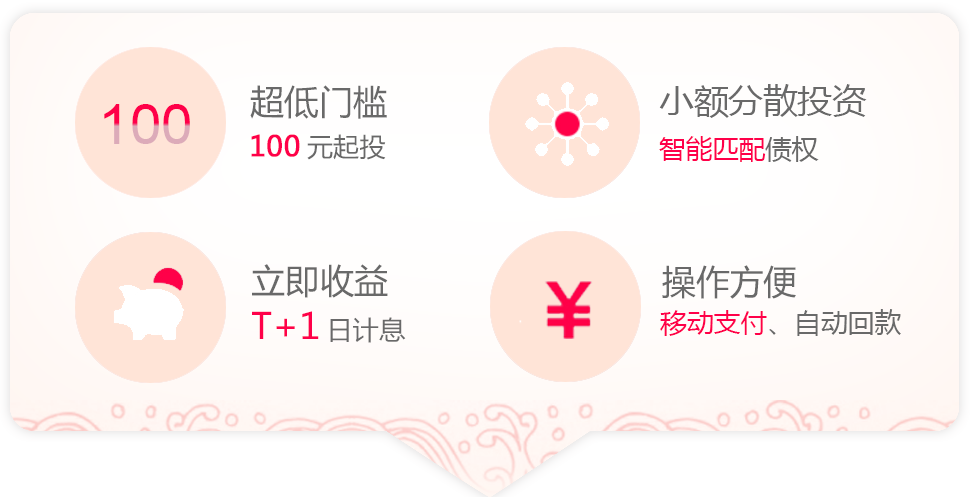 100
超低门槛
100 元起投
小额分散投资
智能匹配债权
立即收益
T+1 日计息
¥
操作方便
移动支付、自动回款